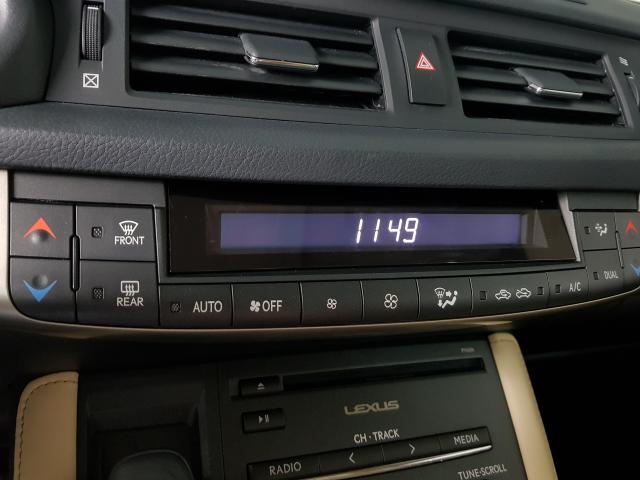 1149
FRONT
REAR
AUTO
OFF
A/C
DUAL
LEXUS
CH · TRACK
RADIO
MEDIA
TUNE·SCROLL